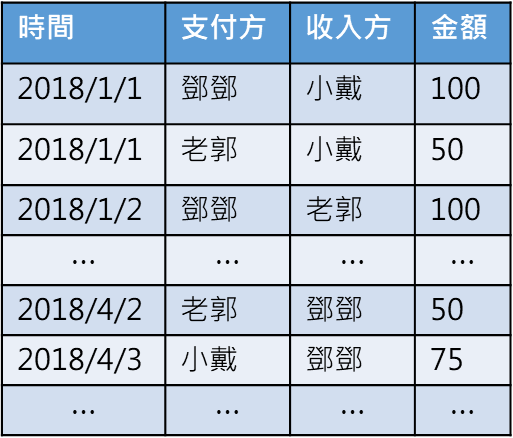 時間 支付方 收入方 金額
2018/1/1 鄧鄧 小戴 100
2018/1/1 老郭 小戴 50
2018/1/2 鄧鄧 老郭 100
… … … …
2018/4/2 老郭 鄧鄧 50
2018/4/3 小戴 鄧鄧 75
… … … …